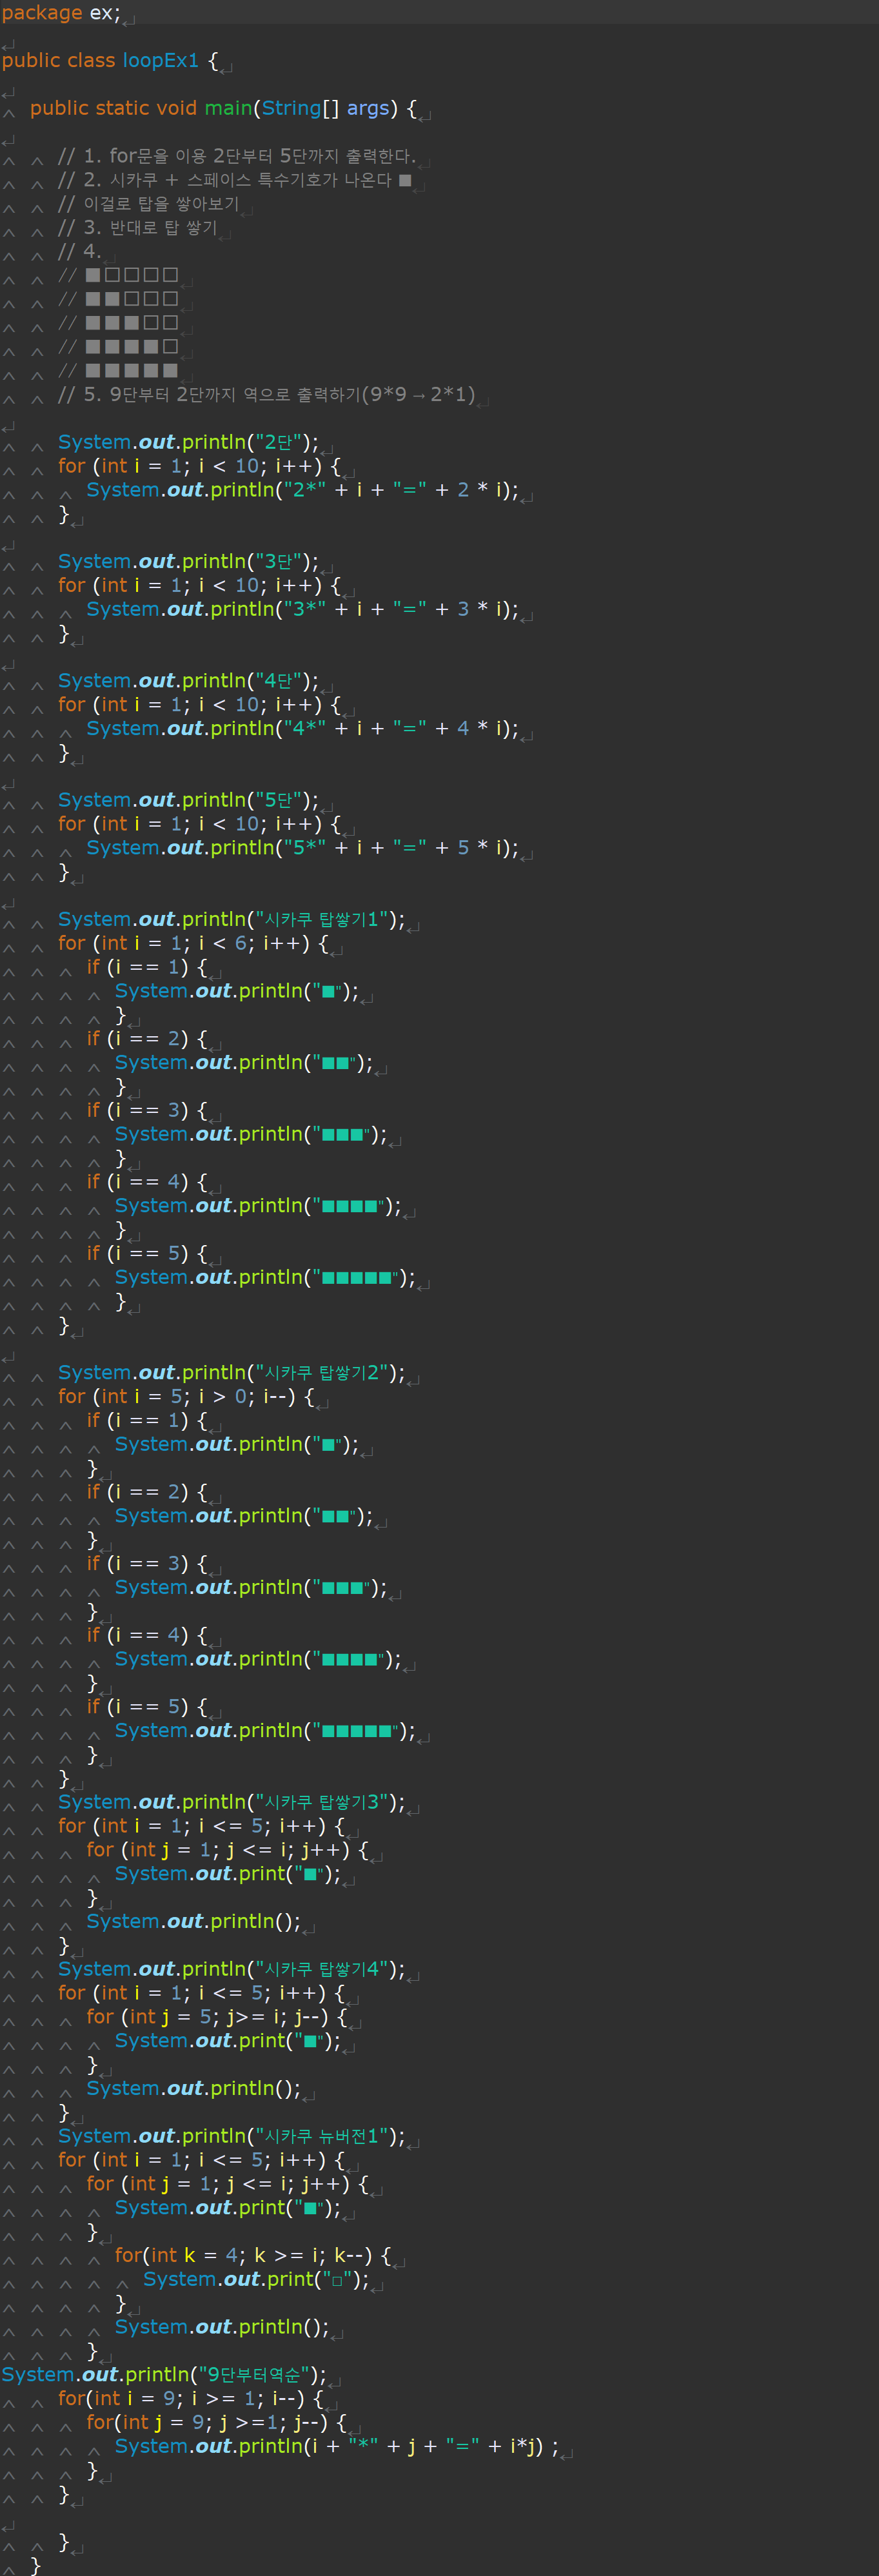 package ex;
public class loopEx1 {
public static void main(String[] args) {
// 1. for문을 이용 2단부터 5단까지 출력한다.
// 2. 시카쿠 + 스페이스 특수기호가 나온다 ■
// 이걸로 탑을 쌓아보기
// 3. 반대로 탑 쌓기
// 4.
// ■□□□□
// ■■□□□
// ■■■□□
// ■■■■□
// ■■■■■
// 5. 9단부터 2단까지 역으로 출력하기(9*9→2*1)
System.out.println("2단");
for (int i = 1; i < 10; i++) {
System.out.println("2*" + i + "=" + 2 * i);
}
System.out.println("3단");
for (int i = 1; i < 10; i++) {
System.out.println("3*" + i + "=" + 3 * i);
}
System.out.println("4단");
for (int i = 1; i < 10; i++) {
System.out.println("4*" + i + "=" + 4 * i);
}
System.out.println("5단");
for (int i = 1; i < 10; i++) {
System.out.println("5*" + i + "=" + 5 * i);
}
System.out.println("시카쿠 탑쌓기1");
for (int i = 1; i < 6; i++) {
if (i == 1) {
System.out.println("■");
}
if (i == 2) {
System.out.println("■■");
}
if (i == 3) {
System.out.println("■■■");
}
if (i == 4) {
System.out.println("■■■■");
}
if (i == 5) {
System.out.println("■■■■■");
}
}
System.out.println("시카쿠 탑쌓기2");
for (int i = 5; i > 0; i--) {
if (i == 1) {
System.out.println("■");
}
if (i == 2) {
System.out.println("■■");
}
if (i == 3) {
System.out.println("■■■");
}
if (i == 4) {
System.out.println("■■■■");
}
if (i == 5) {
System.out.println("■■■■■");
}
}
System.out.println("시카쿠 탑쌓기3");
for (int i = 1; i <= 5; i++) {
for (int j = 1; j <= i; j++) {
System.out.print("■");
}
System.out.println();
}
System.out.println("시카쿠 탑쌓기4");
for (int i = 1; i <= 5; i++) {
for (int j = 5; j>= i; j--) {
System.out.print("■");
}
System.out.println();
}
System.out.println("시카쿠 뉴버전1");
for (int i = 1; i <= 5; i++) {
for (int j = 1; j <= i; j++) {
System.out.print("■");
}
for(int k = 4; k >= i; k--) {
System.out.print("□");
}
System.out.println();
}
System.out.println("9단부터역순");
for(int i = 9; i >= 1; i--) {
for(int j = 9; j >=1; j--) {
System.out.println(i + "*" + j + "=" + i*j) ;
}
}
}
}